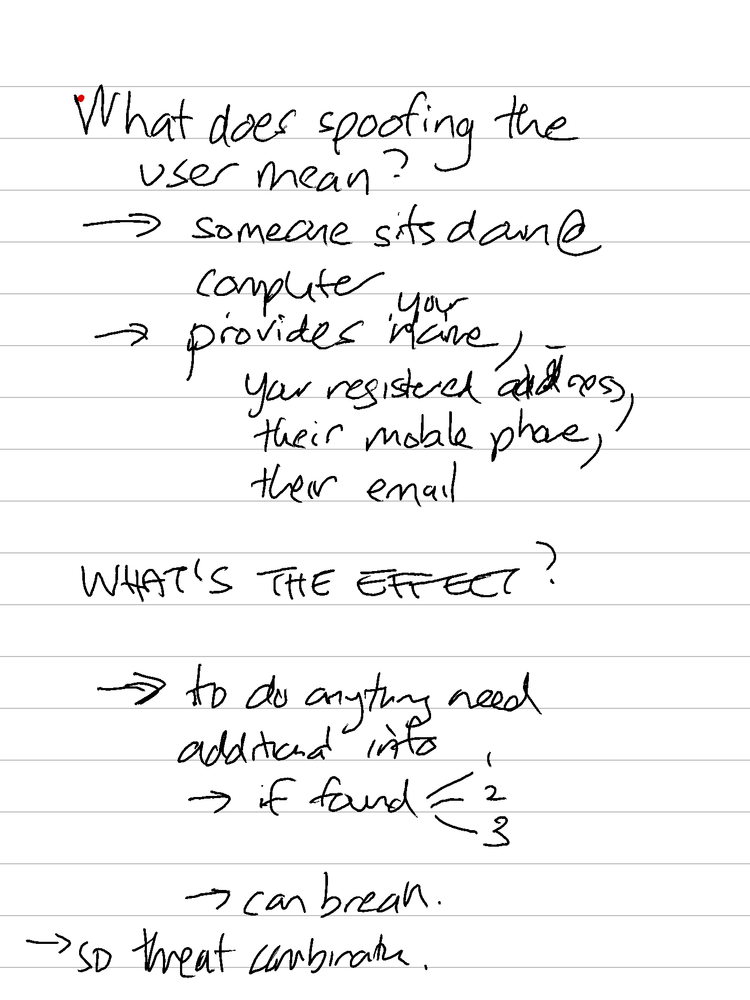 What does spoofing the
user mean?
→ someone sits down @
computer
your
→ provides name,
your registered address,
their mobile phone,
their email
WHAT'S THE EFFECT?
→ to do anything need
additional info
1
→ if found 2
3
→ can break.
→ so threat combination.